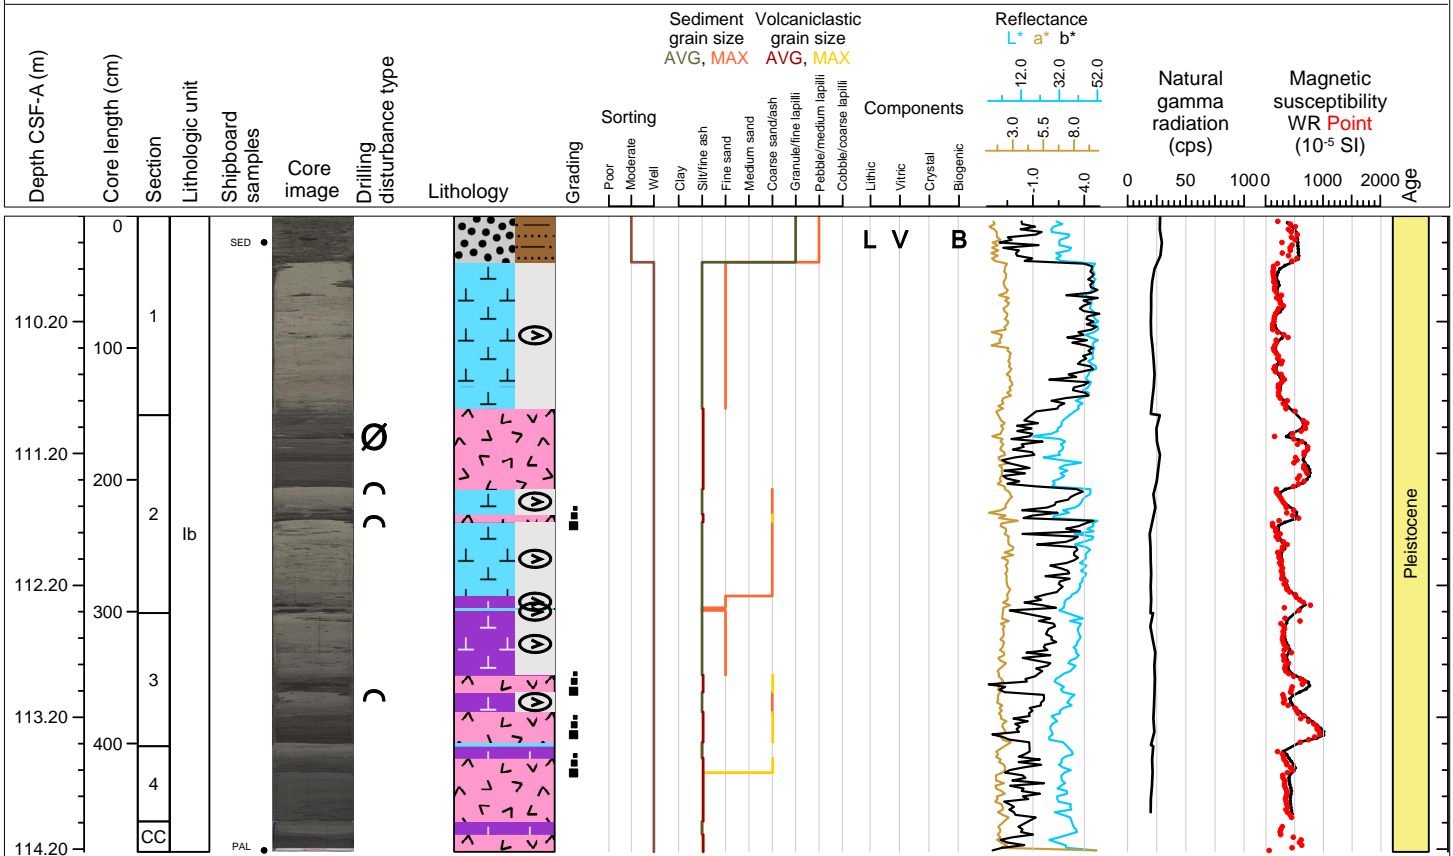 Depth CSF-A (m)
Core length (cm)
Section
Lithologic unit
Shipboard
samples
Core
image
Drilling
disturbance type
Lithology
Grading
Sorting
Poor
Moderate
Well
Sediment
grain size
AVG, MAX
Volcaniclastic
grain size
AVG, MAX
Clay
Silt/fine ash
Fine sand
Medium sand
Coarse sand/ash
Granule/fine lapilli
Pebble/medium lapilli
Cobble/coarse lapilli
Components
Lithic
Vitric
Crystal
Biogenic
Reflectance
L* a* b*
12.0 32.0 52.0
3.0 5.5 8.0
-1.0 4.0
Natural
gamma
radiation
(cps)
0 50 100
Magnetic
susceptibility
WR Point
(10-5 SI)
0 1000 2000
Age
0
SED
L V B
110.20
1
100
111.20
200
2
Ib
Pleistocene
112.20
300
3
113.20
400
4
CC
114.20
PAL